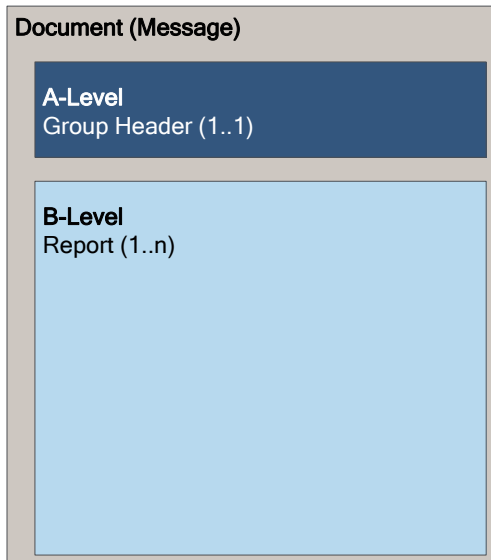 Document (Message)
A-Level
Group Header (1..1)
B-Level
Report (1..n)